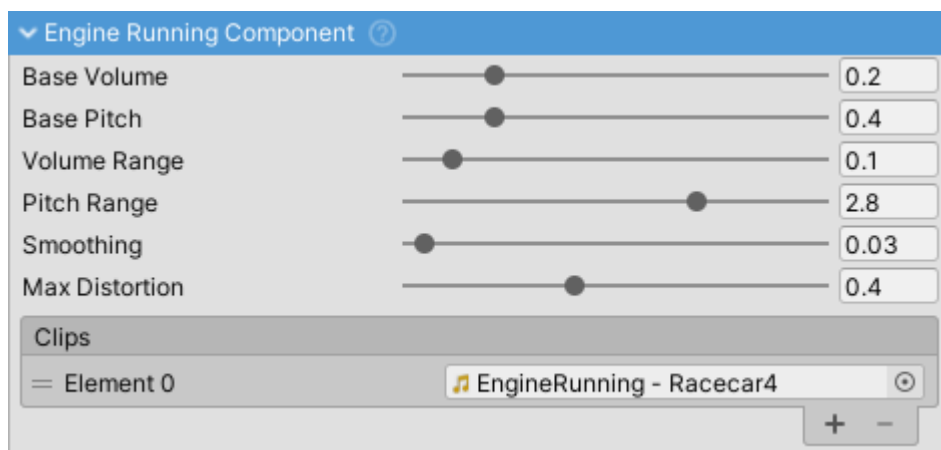 Engine Running Component ?
Base Volume 0.2
Base Pitch 0.4
Volume Range 0.1
Pitch Range 2.8
Smoothing 0.03
Max Distortion 0.4
Clips
Element 0 EngineRunning - Racecar4
+ −